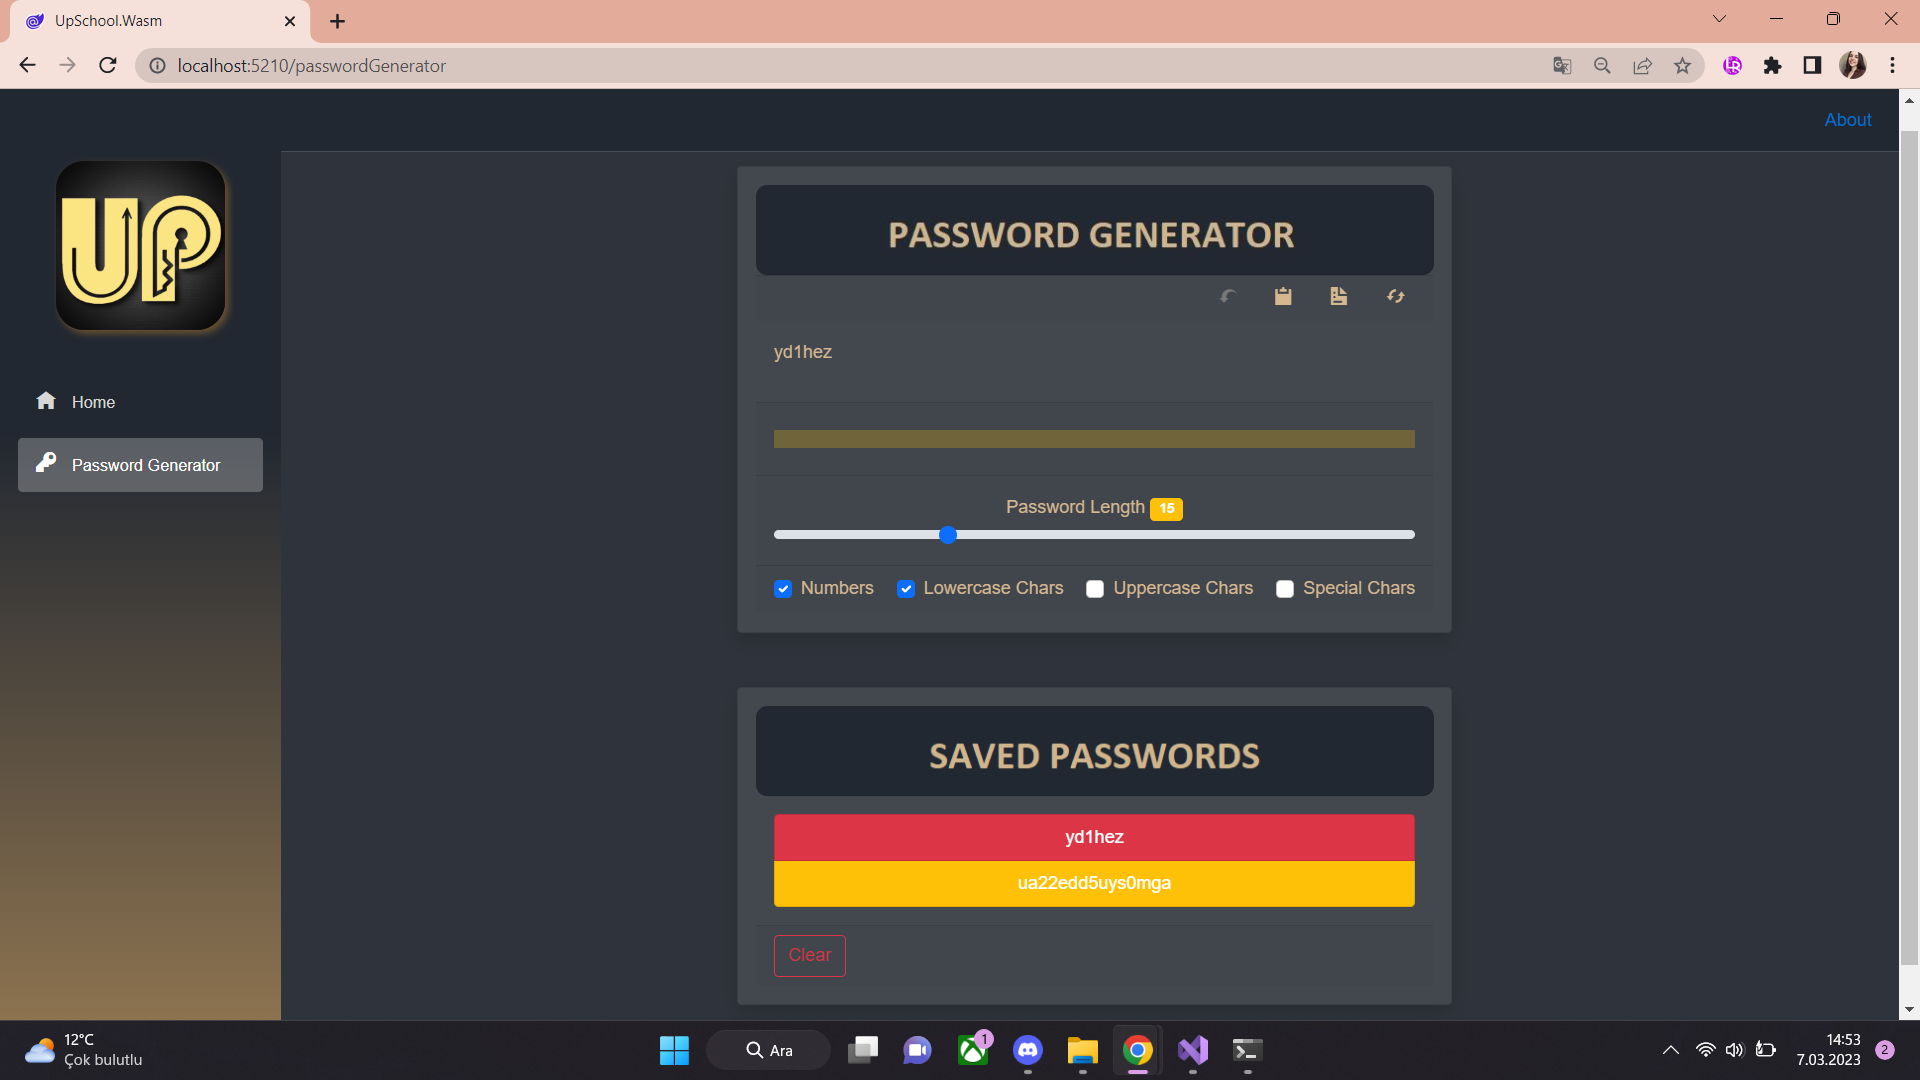 UpSchool.Wasm
localhost:5210/passwordGenerator
About
UP
Home
Password Generator
PASSWORD GENERATOR
yd1hez
Password Length 15
Numbers Lowercase Chars Uppercase Chars Special Chars
SAVED PASSWORDS
yd1hez
ua22edd5uys0mga
Clear
12°C
Çok bulutlu
Ara
1
14:53
7.03.2023
2